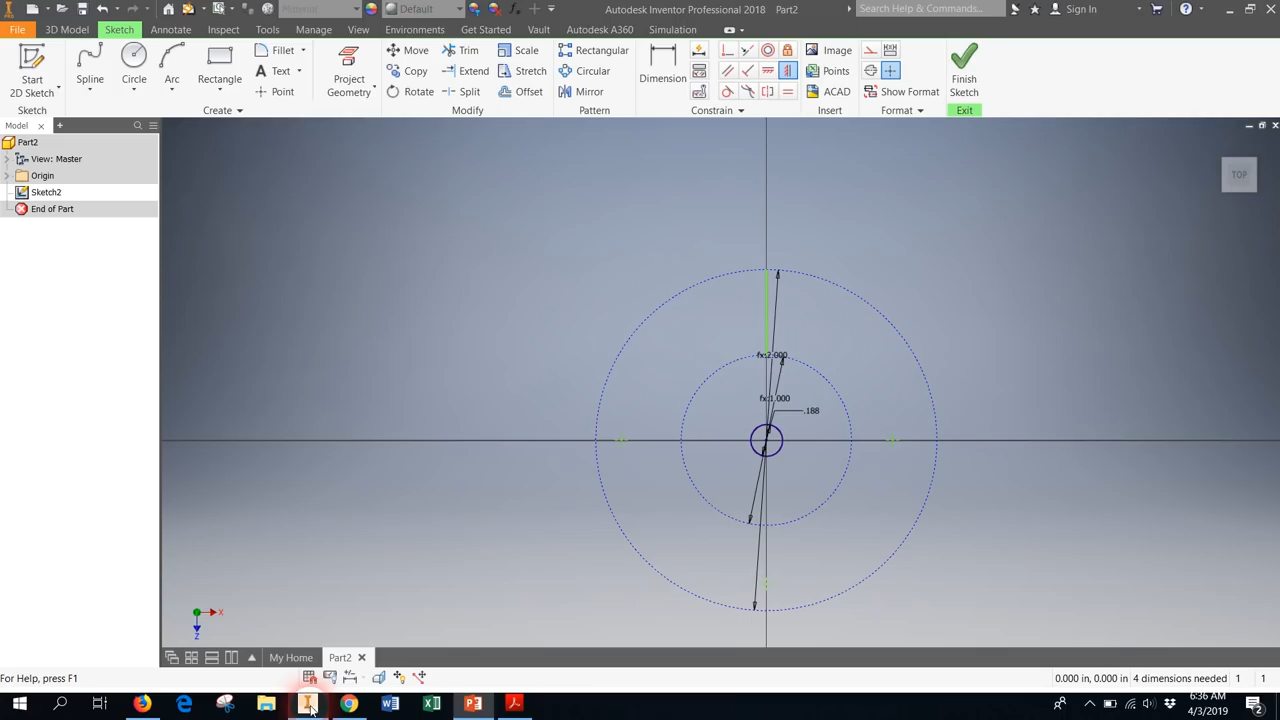 Material
Default
Autodesk Inventor Professional 2018 Part2
Search Help & Commands...
Sign In
PRO
File
3D Model
Sketch
Annotate
Inspect
Tools
Manage
View
Environments
Get Started
Vault
Autodesk A360
Simulation
Start
2D Sketch
Spline
Circle
Arc
Rectangle
Fillet
Text
Point
Project
Geometry
Move
Copy
Rotate
Trim
Extend
Split
Scale
Stretch
Offset
Rectangular
Circular
Mirror
Dimension
Image
Points
ACAD
Show Format
Finish
Sketch
Sketch
Create
Modify
Pattern
Constrain
Insert
Format
Exit
Model
Part2
View: Master
Origin
Sketch2
End of Part
TOP
fx:2.000
fx:1.000
.188
X
Z
My Home
Part2
For Help, press F1
0.000 in, 0.000 in 4 dimensions needed 1 1
6:36 AM
4/3/2019
2